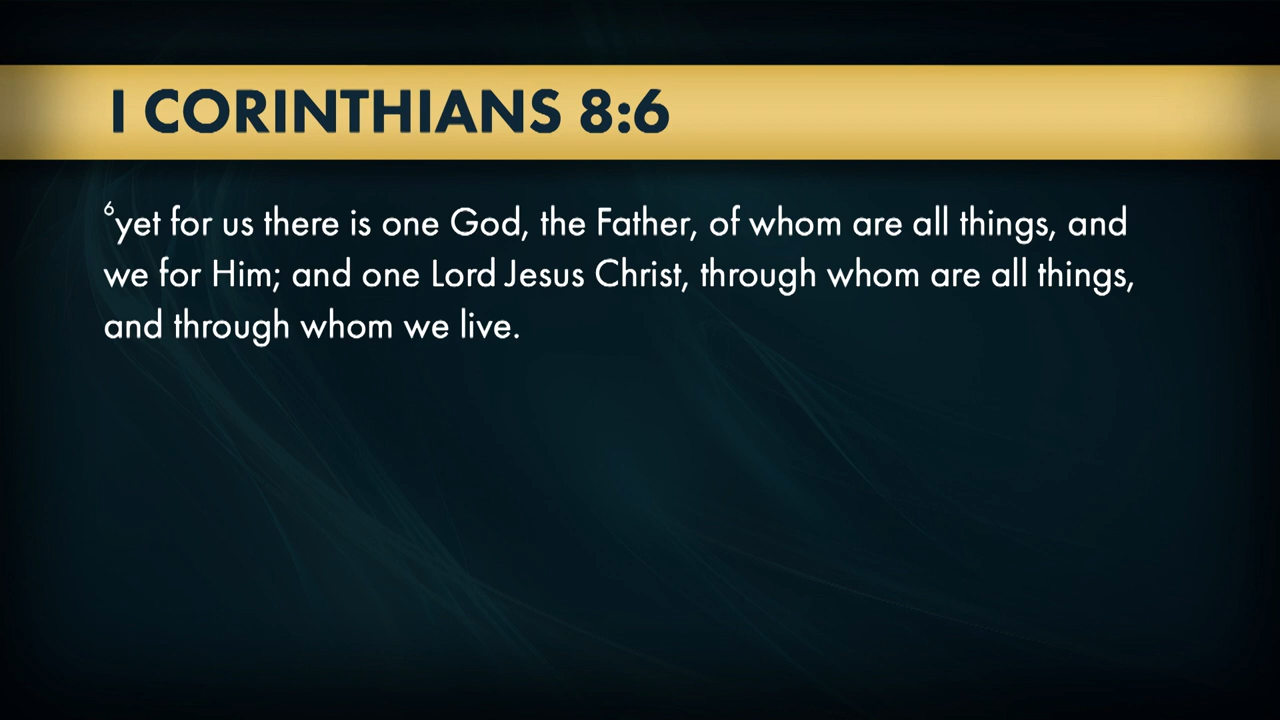 I CORINTHIANS 8:6
6yet for us there is one God, the Father, of whom are all things, and
we for Him; and one Lord Jesus Christ, through whom are all things,
and through whom we live.